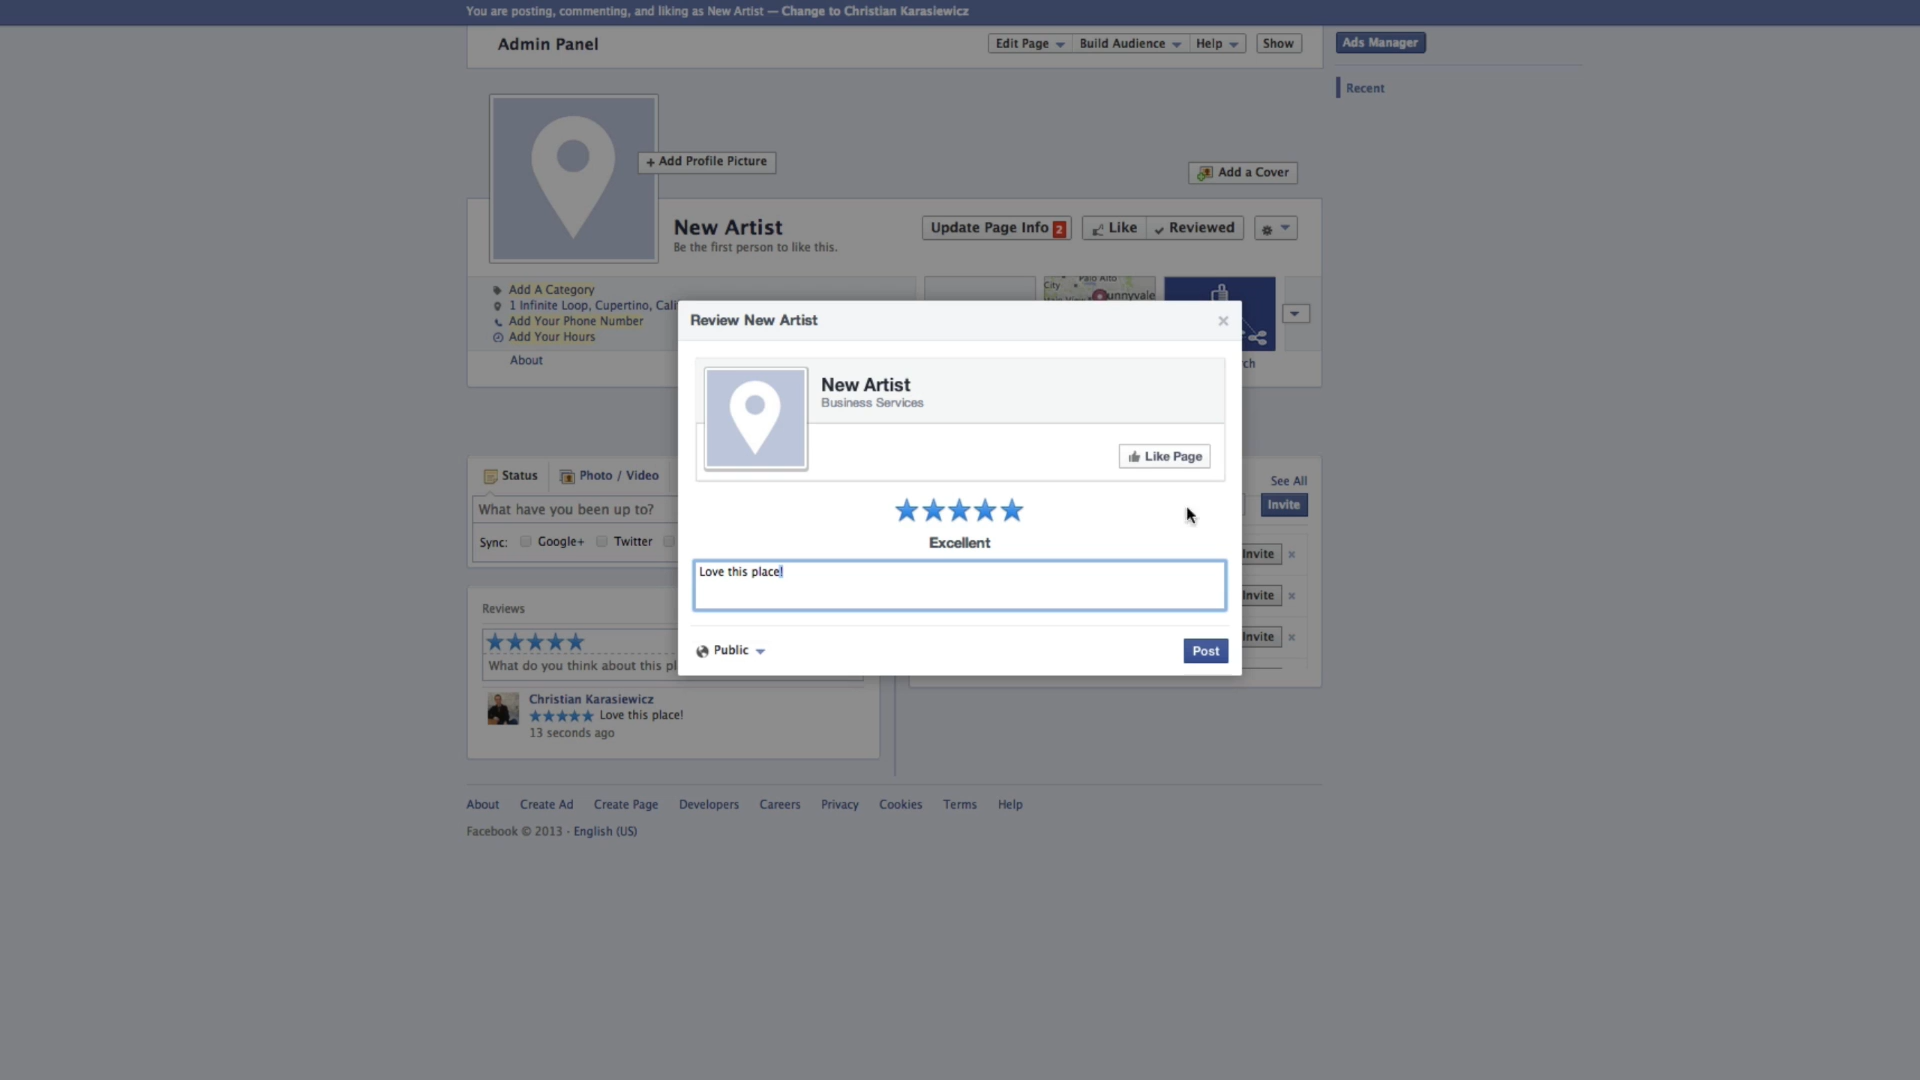 You are posting, commenting, and liking as New Artist — Change to Christian Karasiewicz
Admin Panel
Edit Page
Build Audience
Help
Show
Ads Manager
Recent
+ Add Profile Picture
Add a Cover
New Artist
Be the first person to like this.
Update Page Info 2
Like
Reviewed
Add A Category
1 Infinite Loop, Cupertino, Cali
Add Your Phone Number
Add Your Hours
About
Palo Alto
City
unnyvale
ch
Review New Artist
New Artist
Business Services
Like Page
Excellent
Love this place!
Public
Post
Status
Photo / Video
What have you been up to?
Sync:
Google+
Twitter
See All
Invite
Invite
Invite
Invite
Reviews
What do you think about this pl
Christian Karasiewicz
Love this place!
13 seconds ago
About
Create Ad
Create Page
Developers
Careers
Privacy
Cookies
Terms
Help
Facebook © 2013 · English (US)